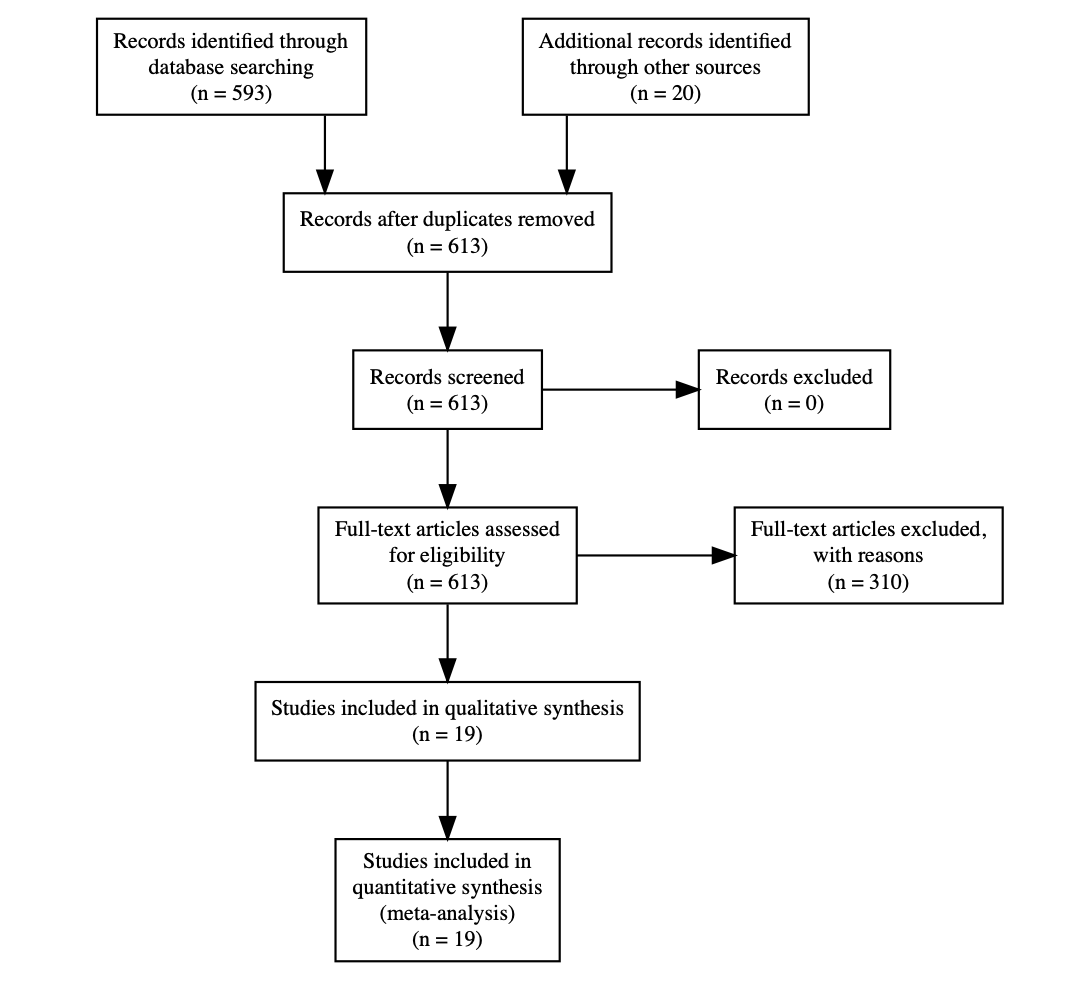 Records identified through
database searching
(n = 593)
Additional records identified
through other sources
(n = 20)
Records after duplicates removed
(n = 613)
Records screened
(n = 613)
Records excluded
(n = 0)
Full-text articles assessed
for eligibility
(n = 613)
Full-text articles excluded,
with reasons
(n = 310)
Studies included in qualitative synthesis
(n = 19)
Studies included in
quantitative synthesis
(meta-analysis)
(n = 19)